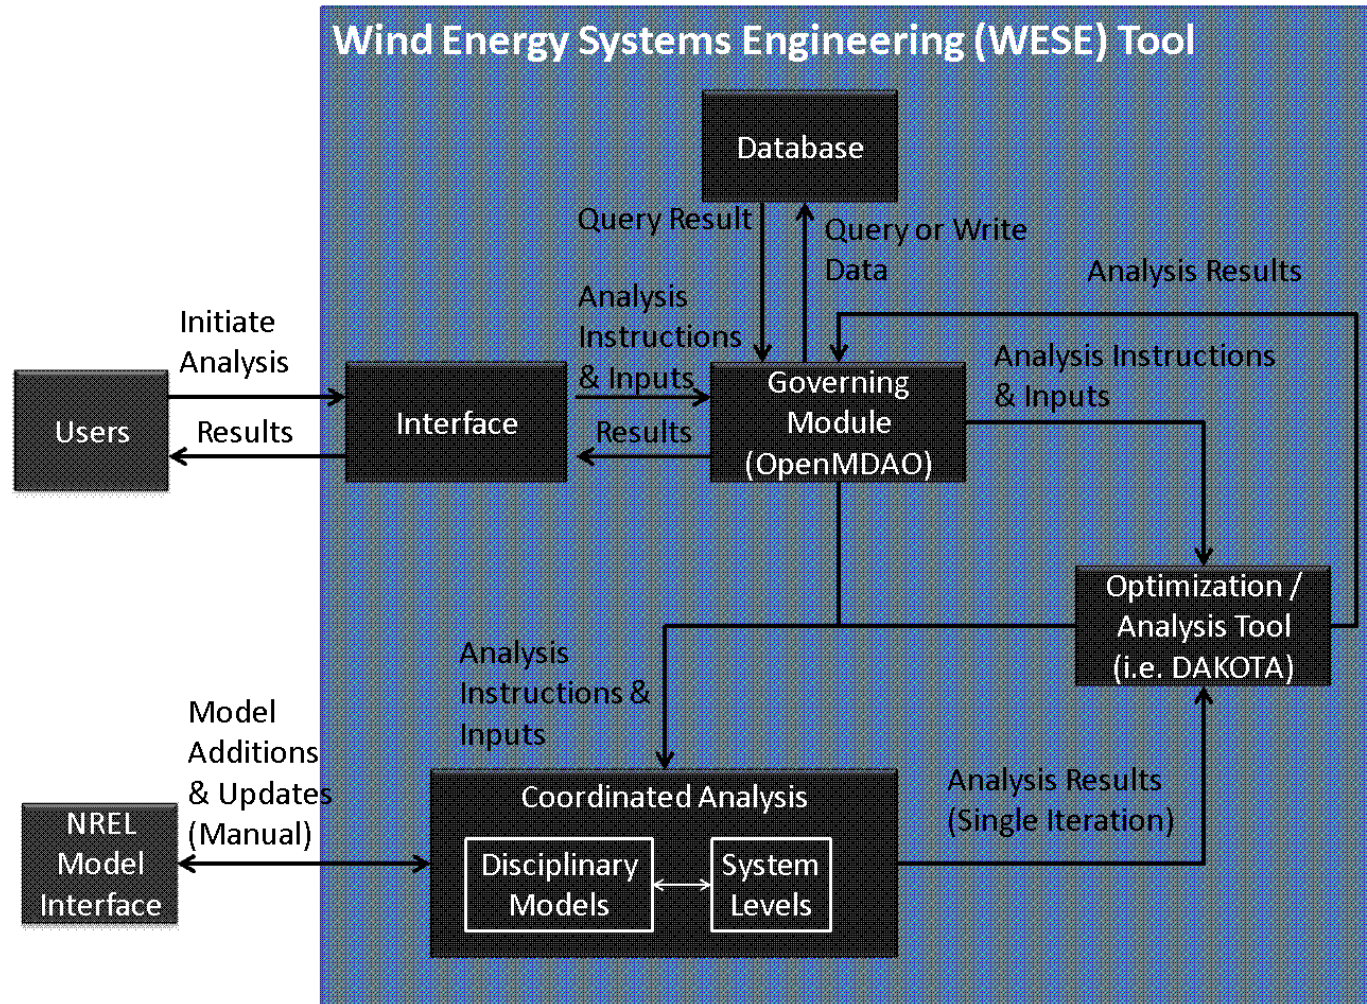 Wind Energy Systems Engineering (WESE) Tool
Database
Query Result
Query or Write
Data
Analysis Results
Analysis
Instructions
& Inputs
Initiate
Analysis
Analysis Instructions
& Inputs
Governing
Module
(OpenMDAO)
Interface
Users
Results
Results
Optimization /
Analysis Tool
(i.e. DAKOTA)
Analysis
Instructions &
Inputs
Model
Additions
& Updates
(Manual)
NREL
Model
Interface
Coordinated Analysis
Disciplinary
Models
System
Levels
Analysis Results
(Single Iteration)